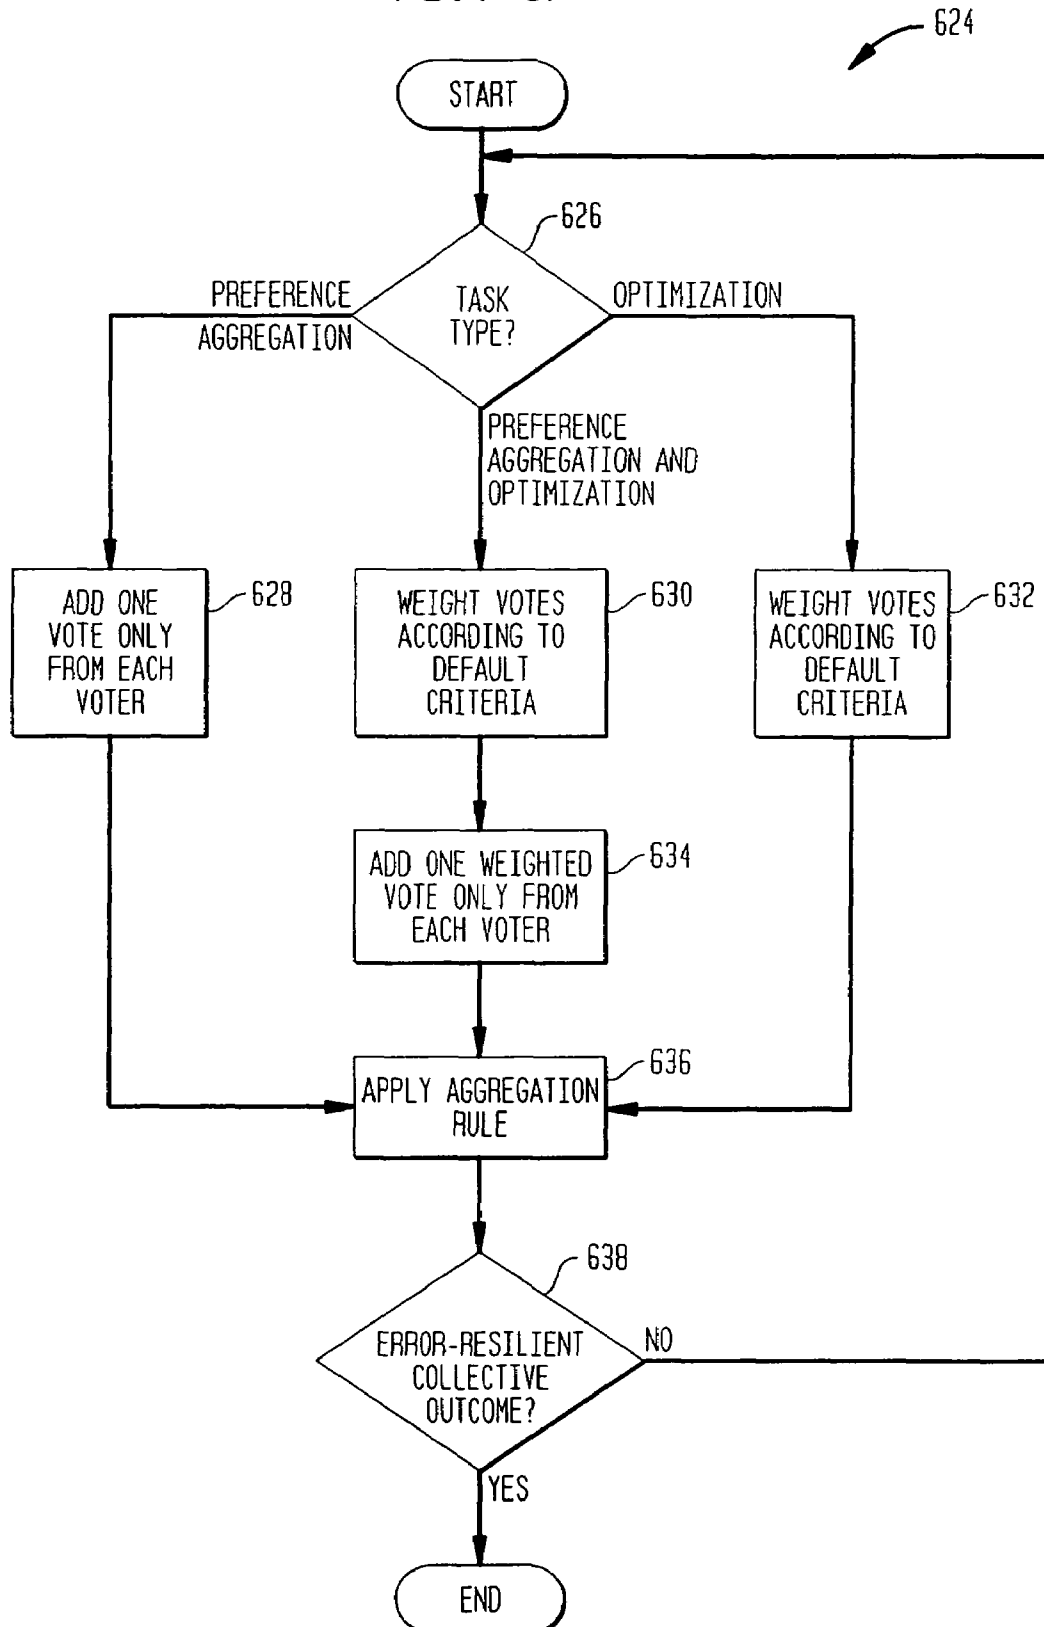 624
START
626
TASK
TYPE?
PREFERENCE
AGGREGATION
OPTIMIZATION
PREFERENCE
AGGREGATION AND
OPTIMIZATION
ADD ONE
VOTE ONLY
FROM EACH
VOTER
628
WEIGHT VOTES
ACCORDING TO
DEFAULT
CRITERIA
630
WEIGHT VOTES
ACCORDING TO
DEFAULT
CRITERIA
632
ADD ONE WEIGHTED
VOTE ONLY FROM
EACH VOTER
634
APPLY AGGREGATION
RULE
636
638
ERROR-RESILIENT
COLLECTIVE
OUTCOME?
NO
YES
END